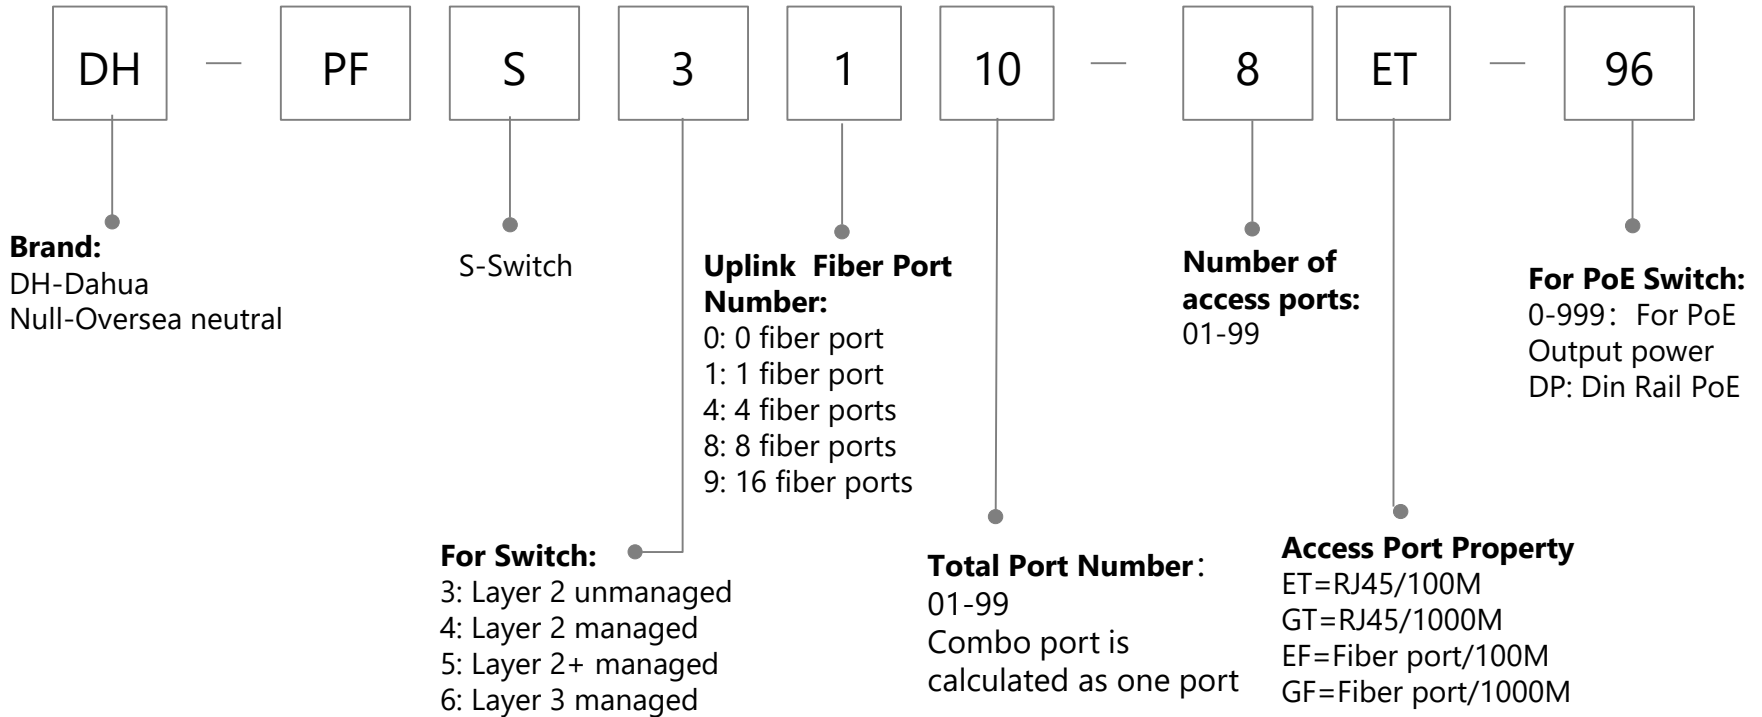 DH — PF S 3 1 10 — 8 ET — 96
Brand:
DH-Dahua
Null-Oversea neutral
S-Switch
For Switch:
3: Layer 2 unmanaged
4: Layer 2 managed
5: Layer 2+ managed
6: Layer 3 managed
Uplink Fiber Port
Number:
0: 0 fiber port
1: 1 fiber port
4: 4 fiber ports
8: 8 fiber ports
9: 16 fiber ports
Total Port Number：
01-99
Combo port is
calculated as one port
Number of
access ports:
01-99
Access Port Property
ET=RJ45/100M
GT=RJ45/1000M
EF=Fiber port/100M
GF=Fiber port/1000M
For PoE Switch:
0-999：For PoE
Output power
DP: Din Rail PoE